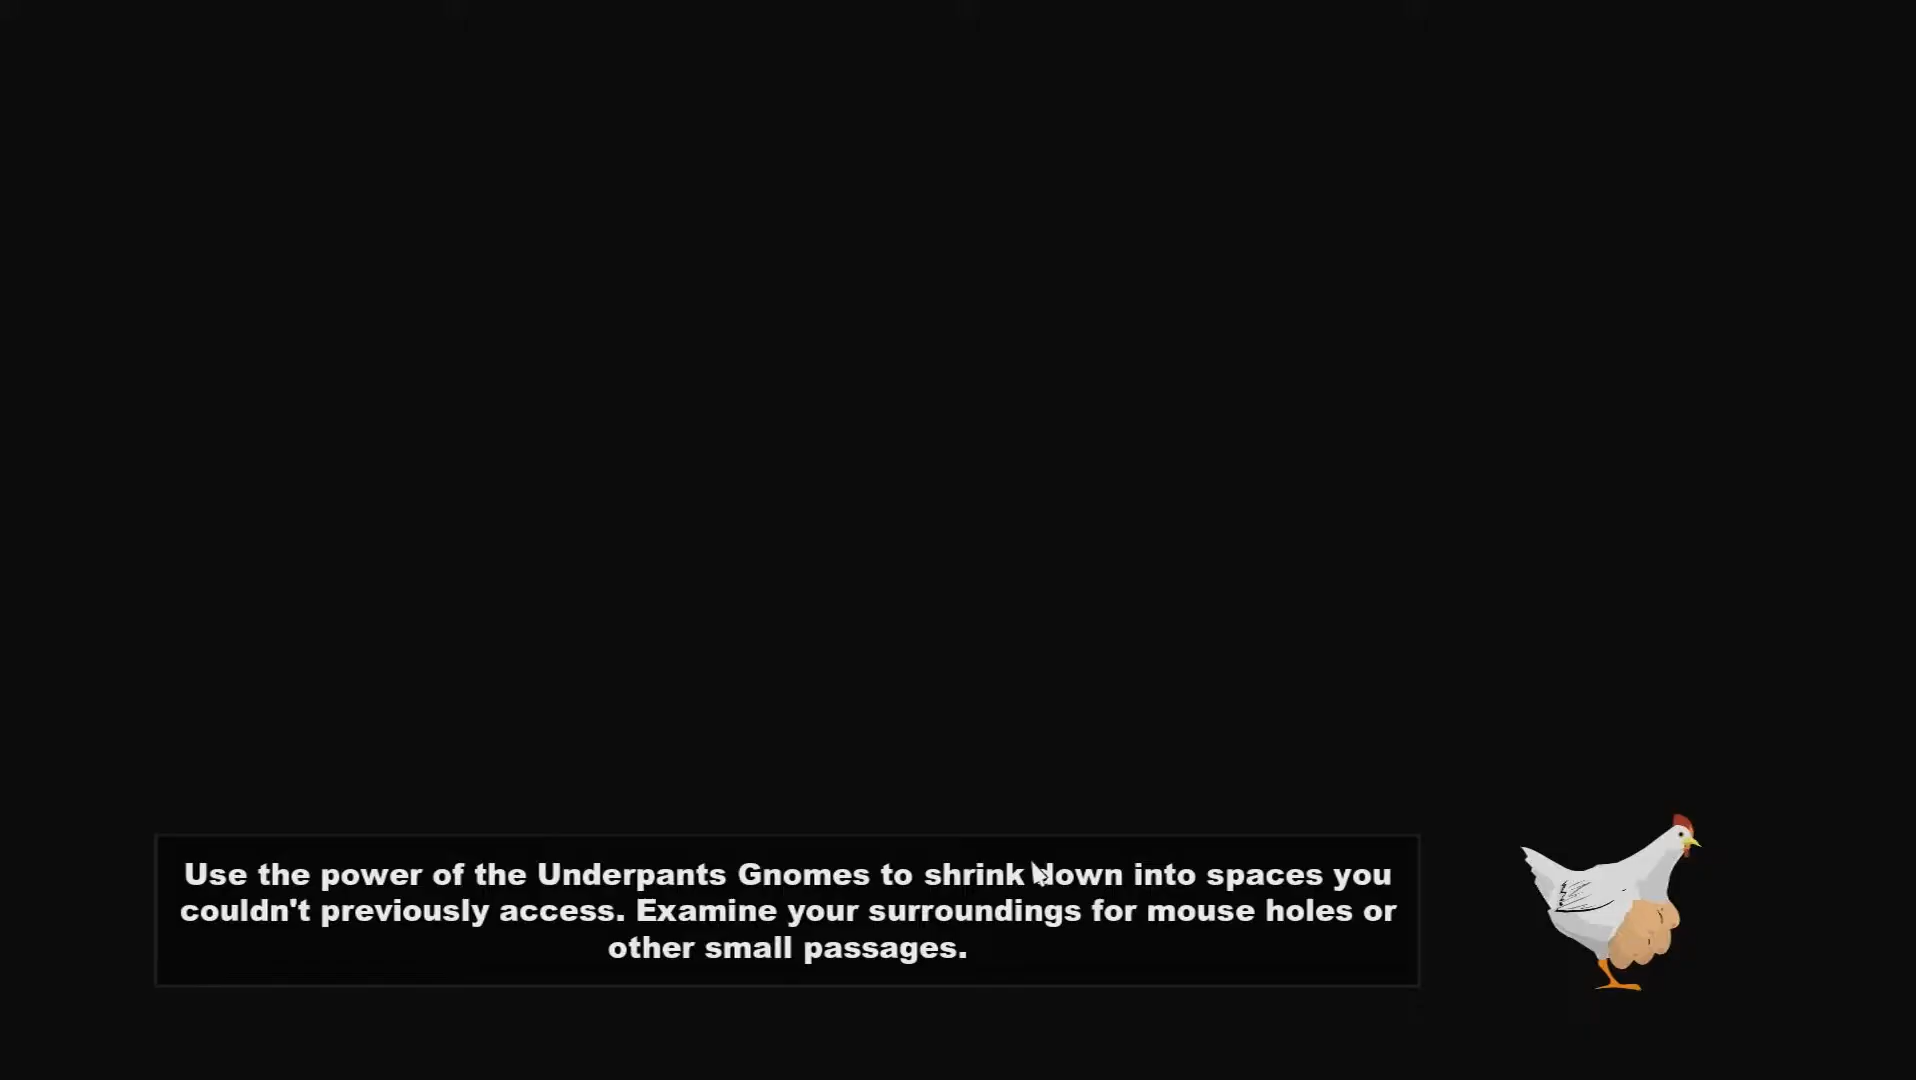 Use the power of the Underpants Gnomes to shrink down into spaces you
couldn't previously access. Examine your surroundings for mouse holes or
other small passages.